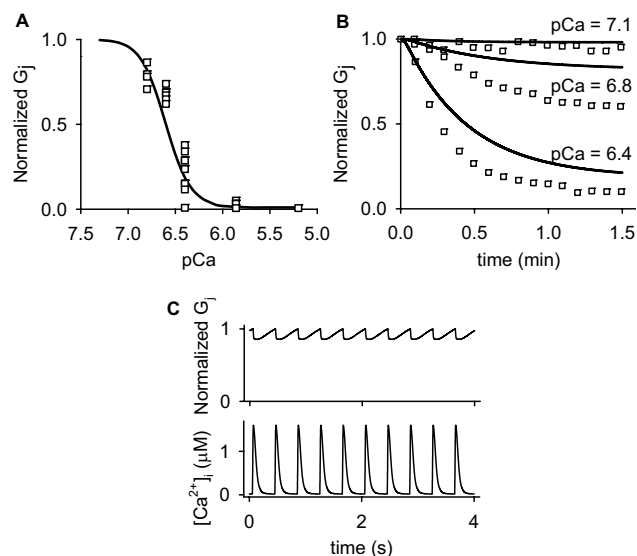 A
Normalized Gj
1.0
0.5
0.0
7.5 7.0 6.5 6.0 5.5 5.0
pCa
B
Normalized Gj
1.0
0.5
0.0
pCa = 7.1
pCa = 6.8
pCa = 6.4
0.0 0.5 1.0 1.5
time (min)
C
Normalized Gj
1
0
[Ca2+]i (μM)
1
0
0 2 4
time (s)